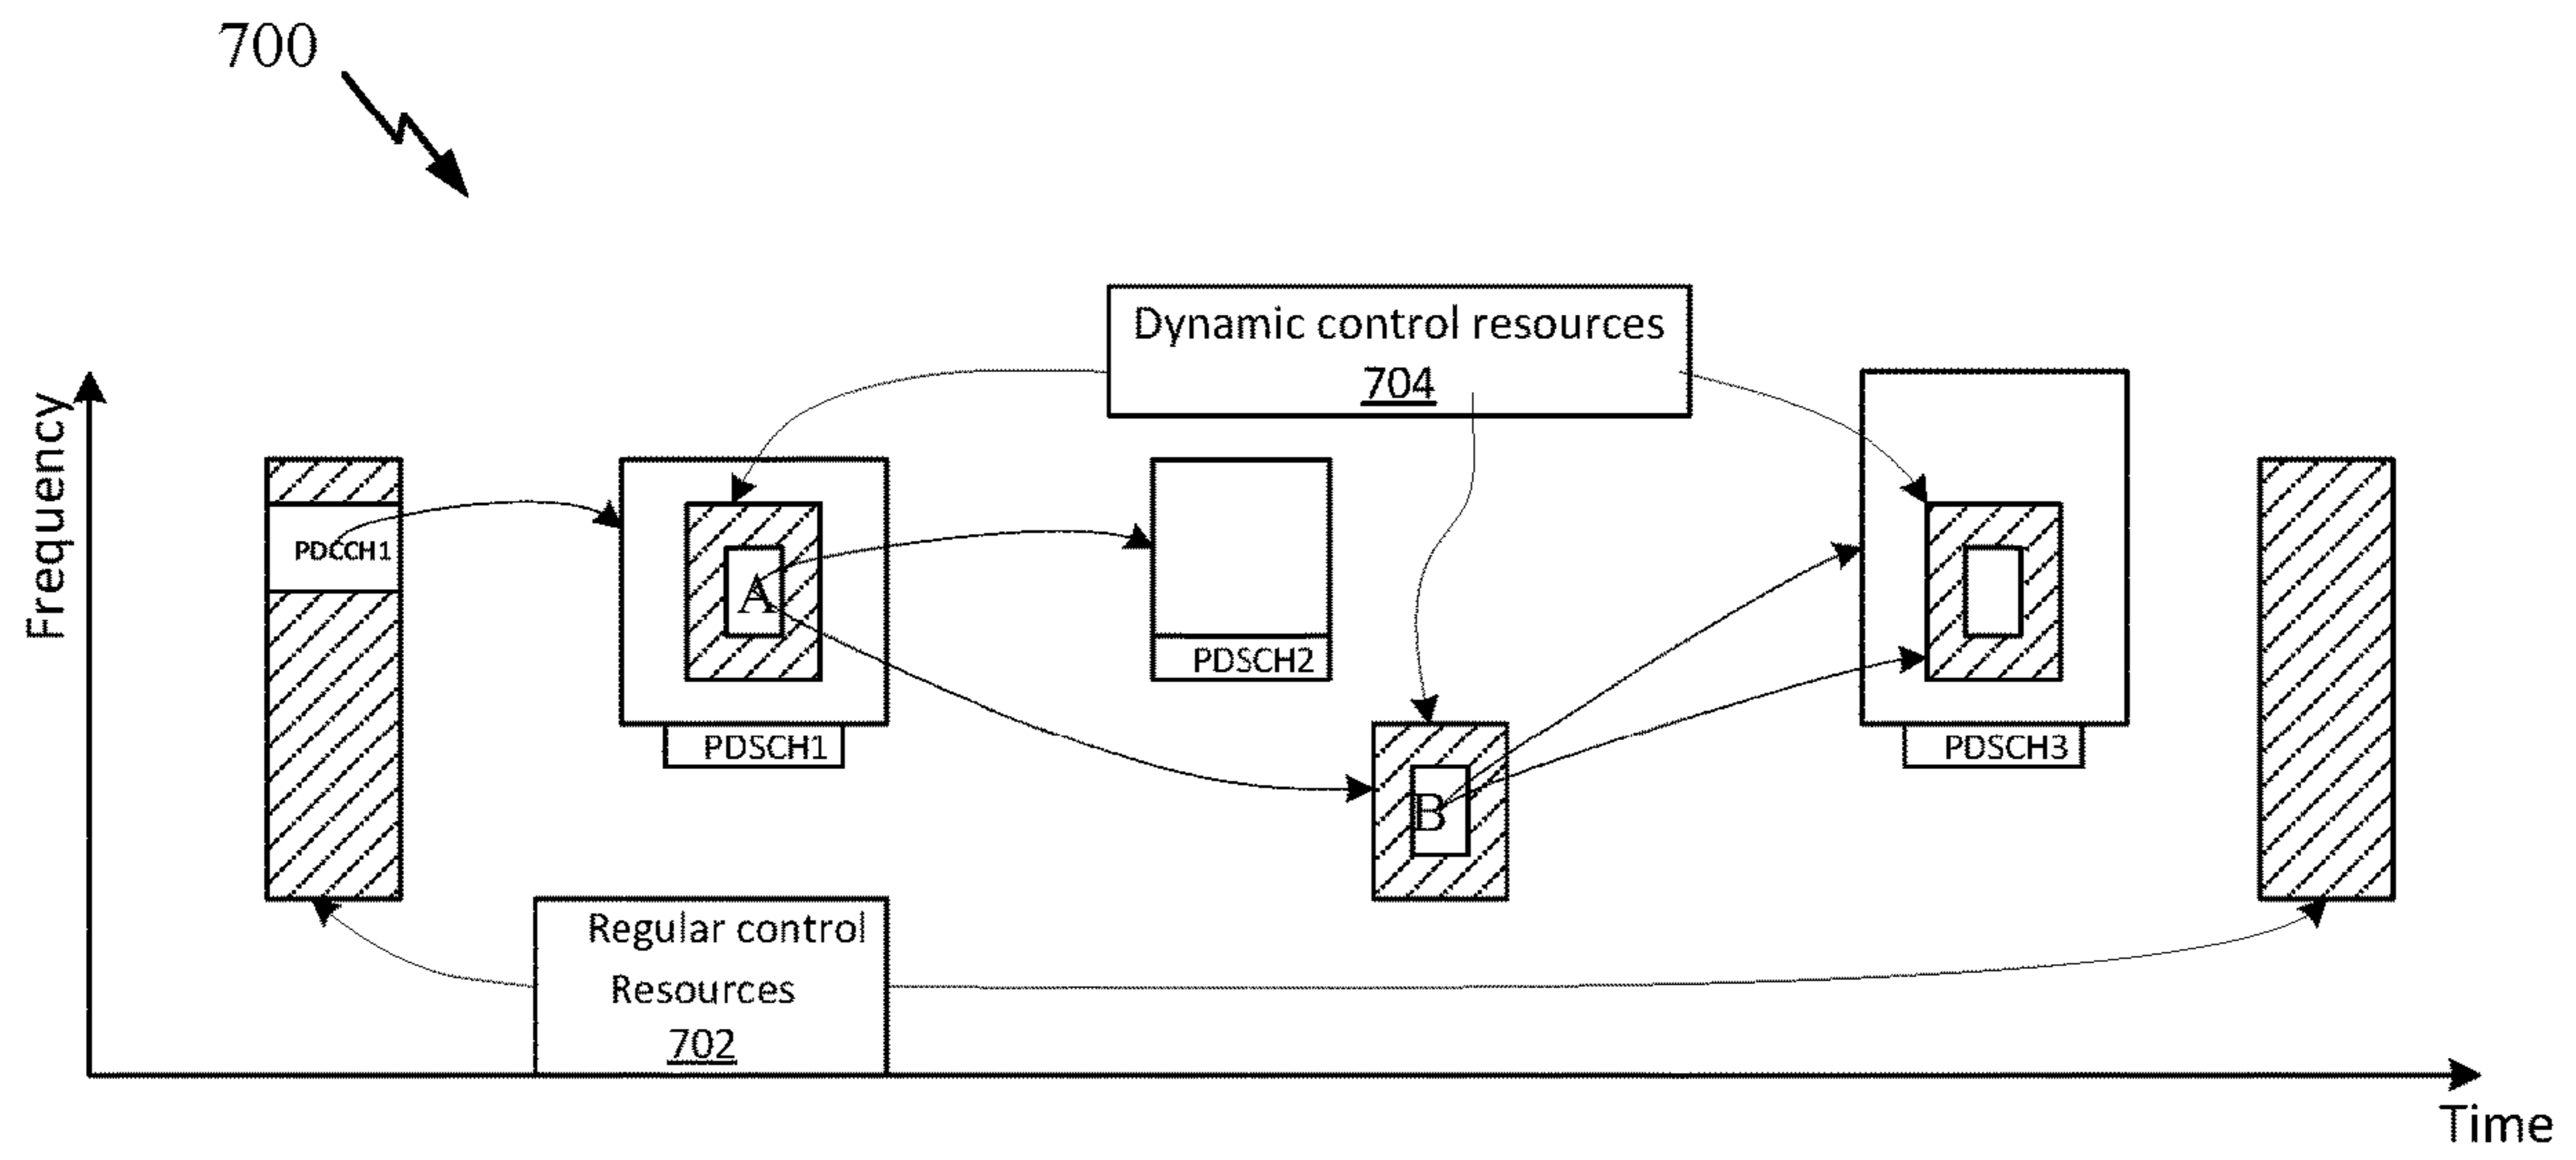 700
Dynamic control resources
704
Frequency
PDCCH1
A
PDSCH2
PDSCH1
PDSCH3
B
Regular control
Resources
702
Time